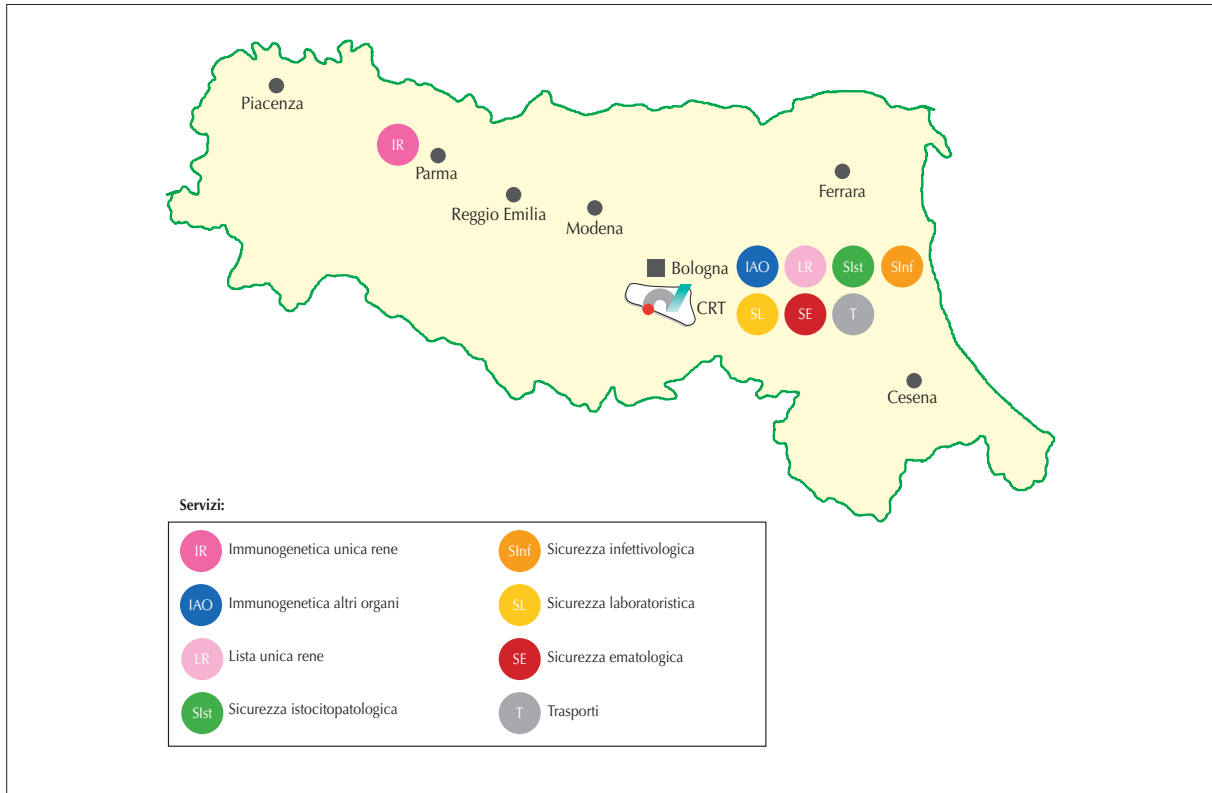 Piacenza
IR
Parma
Reggio Emilia
Modena
Ferrara
Bologna
IAO
LR
SIst
SInf
CRT
SL
SE
T
Cesena
Servizi:
IR Immunogenetica unica rene
IAO Immunogenetica altri organi
LR Lista unica rene
SIst Sicurezza istocitopatologica
SInf Sicurezza infettivologica
SL Sicurezza laboratoristica
SE Sicurezza ematologica
T Trasporti